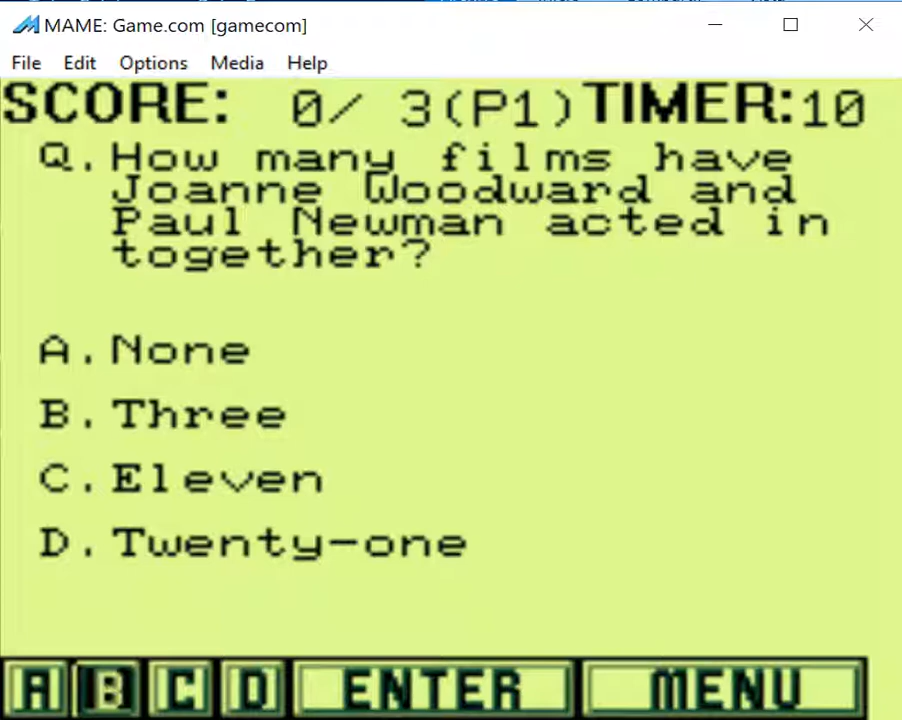 MAME: Game.com [gamecom]
File Edit Options Media Help
SCORE: 0/ 3(P1)TIMER:10
Q.How many films have
Joanne Woodward and
Paul Newman acted in
together?
A.None
B.Three
C.Eleven
D.Twenty-one
A B C D ENTER MENU